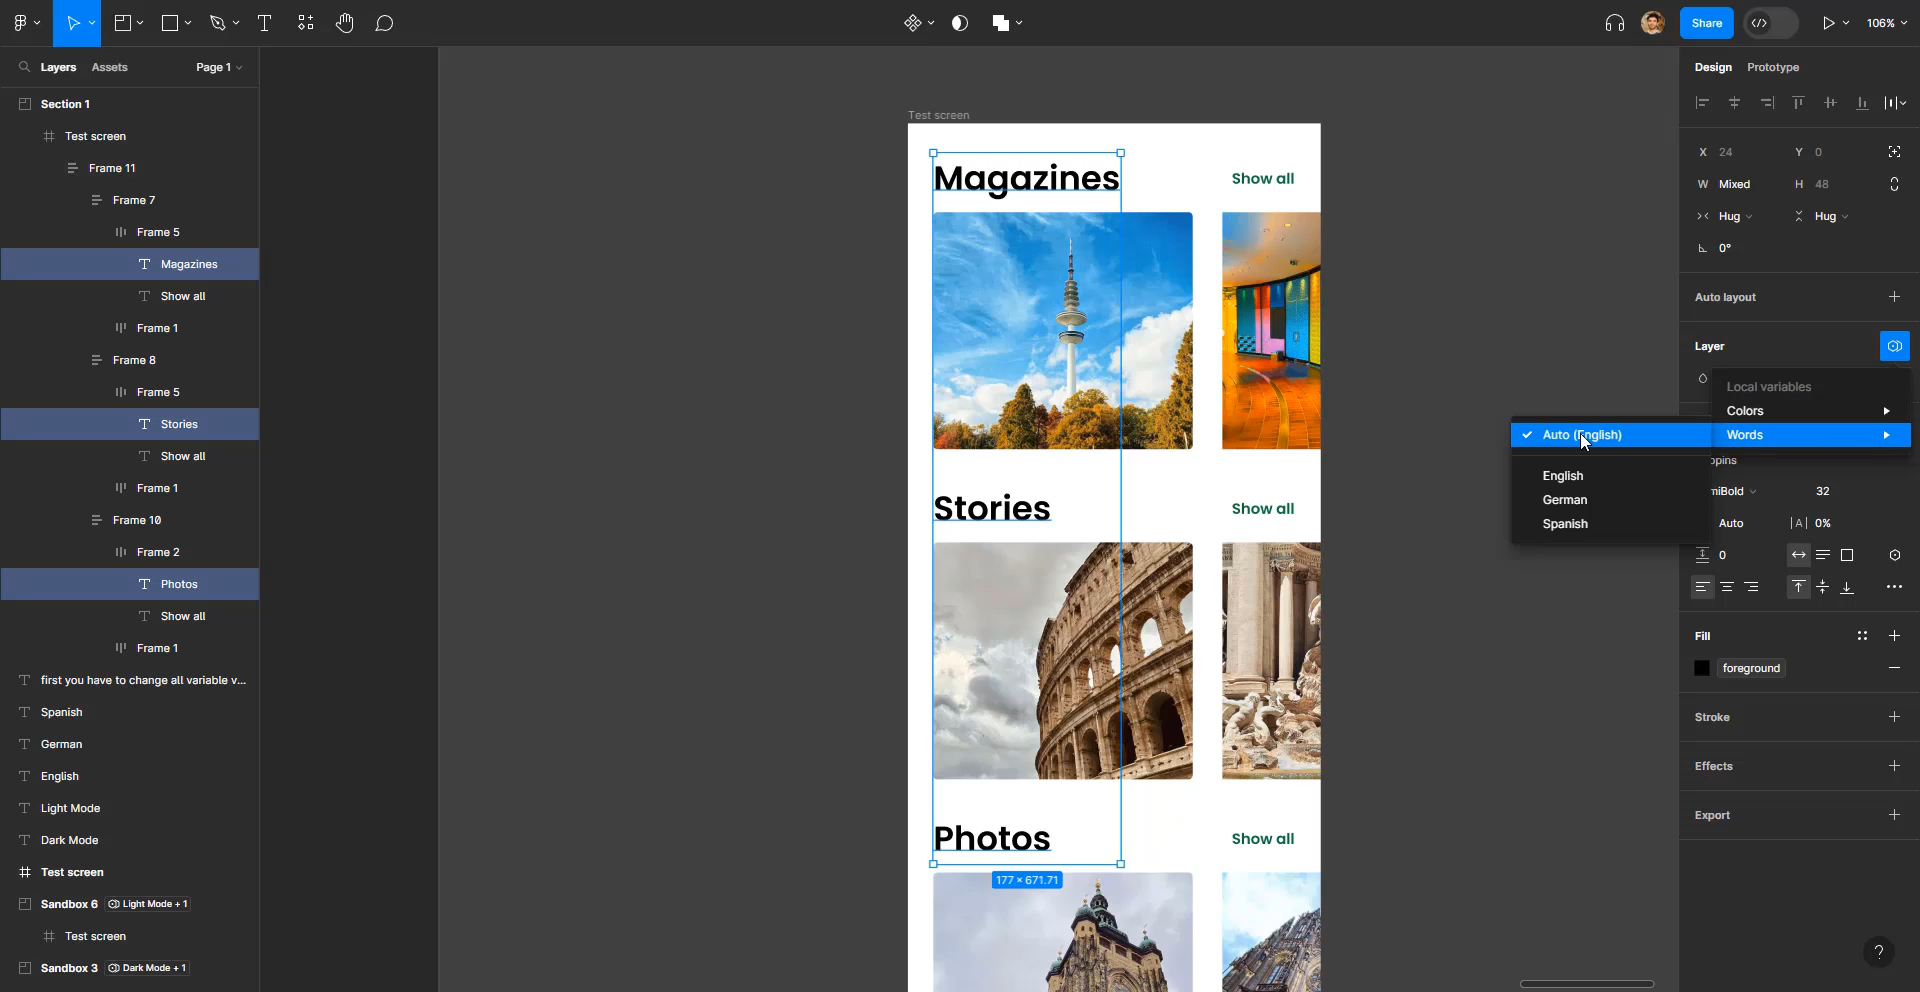 Share
106%
Layers
Assets
Page 1
Section 1
Test screen
Frame 11
Frame 7
Frame 5
Magazines
Show all
Frame 1
Frame 8
Frame 5
Stories
Show all
Frame 1
Frame 10
Frame 2
Photos
Show all
Frame 1
first you have to change all variable v...
Spanish
German
English
Light Mode
Dark Mode
Test screen
Sandbox 6 Light Mode + 1
Test screen
Sandbox 3 Dark Mode + 1
Test screen
Magazines
Show all
Stories
Show all
Photos
Show all
177 × 671.71
Design
Prototype
X 24
Y 0
W Mixed
H 48
Hug
Hug
0°
Auto layout
Layer
Local variables
Colors
Words
Auto (English)
English
German
Spanish
opins
miBold
32
Auto
|A| 0%
0
Fill
foreground
Stroke
Effects
Export
?